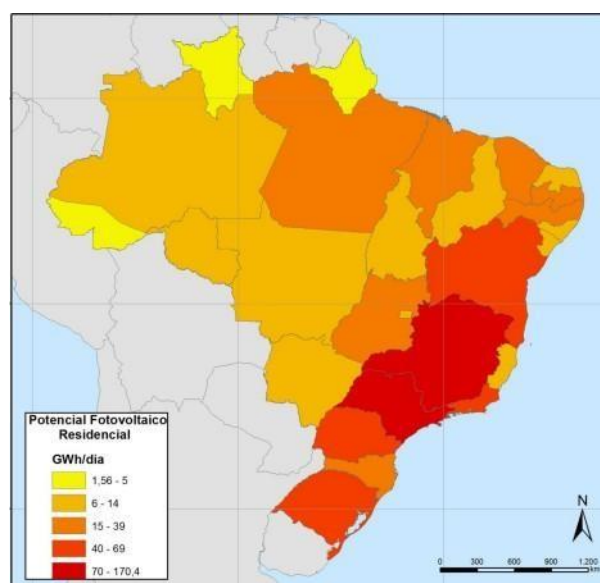 Potencial Fotovoltaico
Residencial
GWh/dia
1,56 - 5
6 - 14
15 - 39
40 - 69
70 - 170,4
N
0 300 600 900 1.200
km